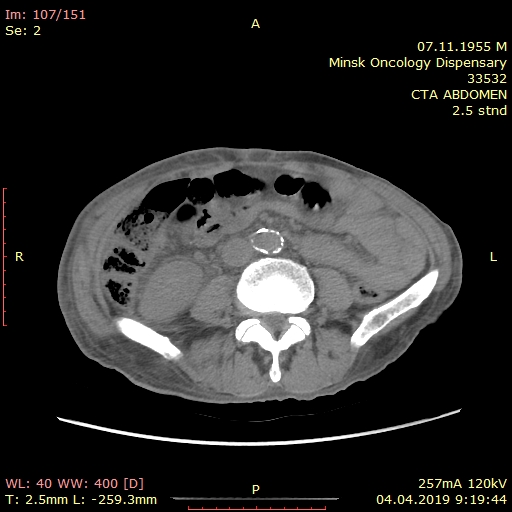 Im: 107/151
Se: 2
A
07.11.1955 M
Minsk Oncology Dispensary
33532
CTA ABDOMEN
2.5 stnd
R
L
WL: 40 WW: 400 [D]
T: 2.5mm L: -259.3mm
P
257mA 120kV
04.04.2019 9:19:44